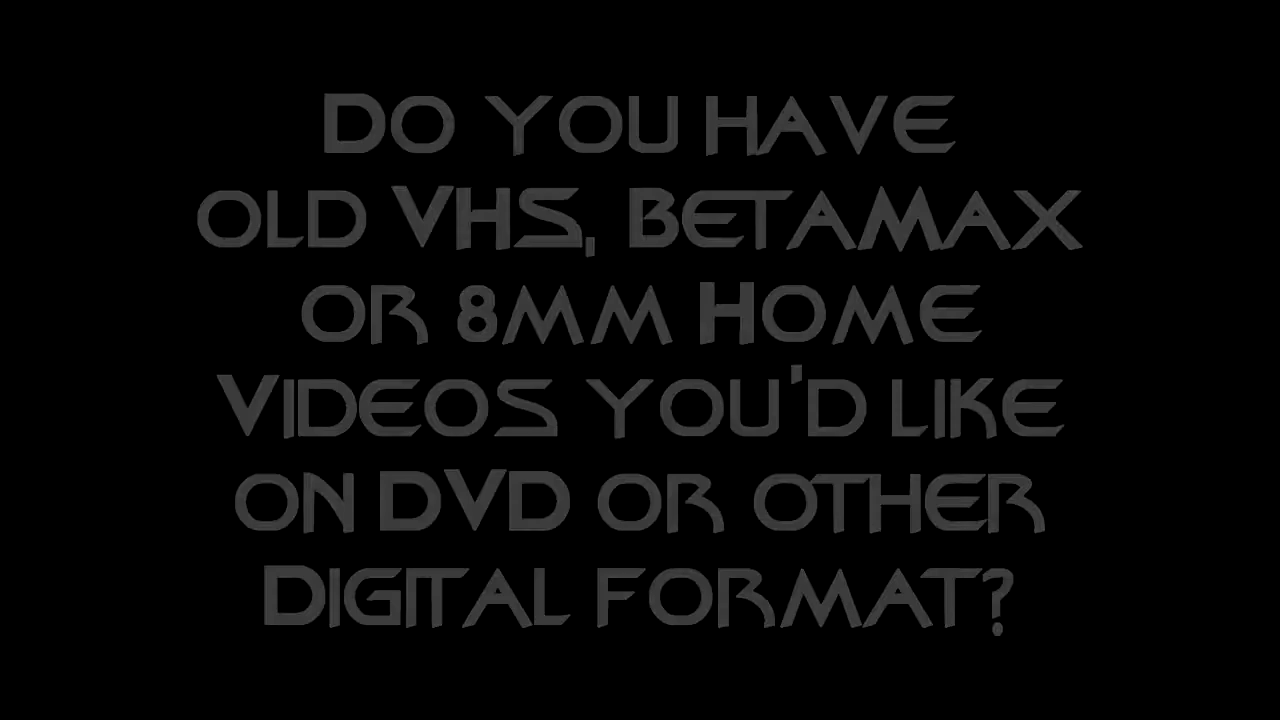 Do you have
old VHS, Betamax
or 8mm Home
Videos you'd like
on DVD or other
Digital format?